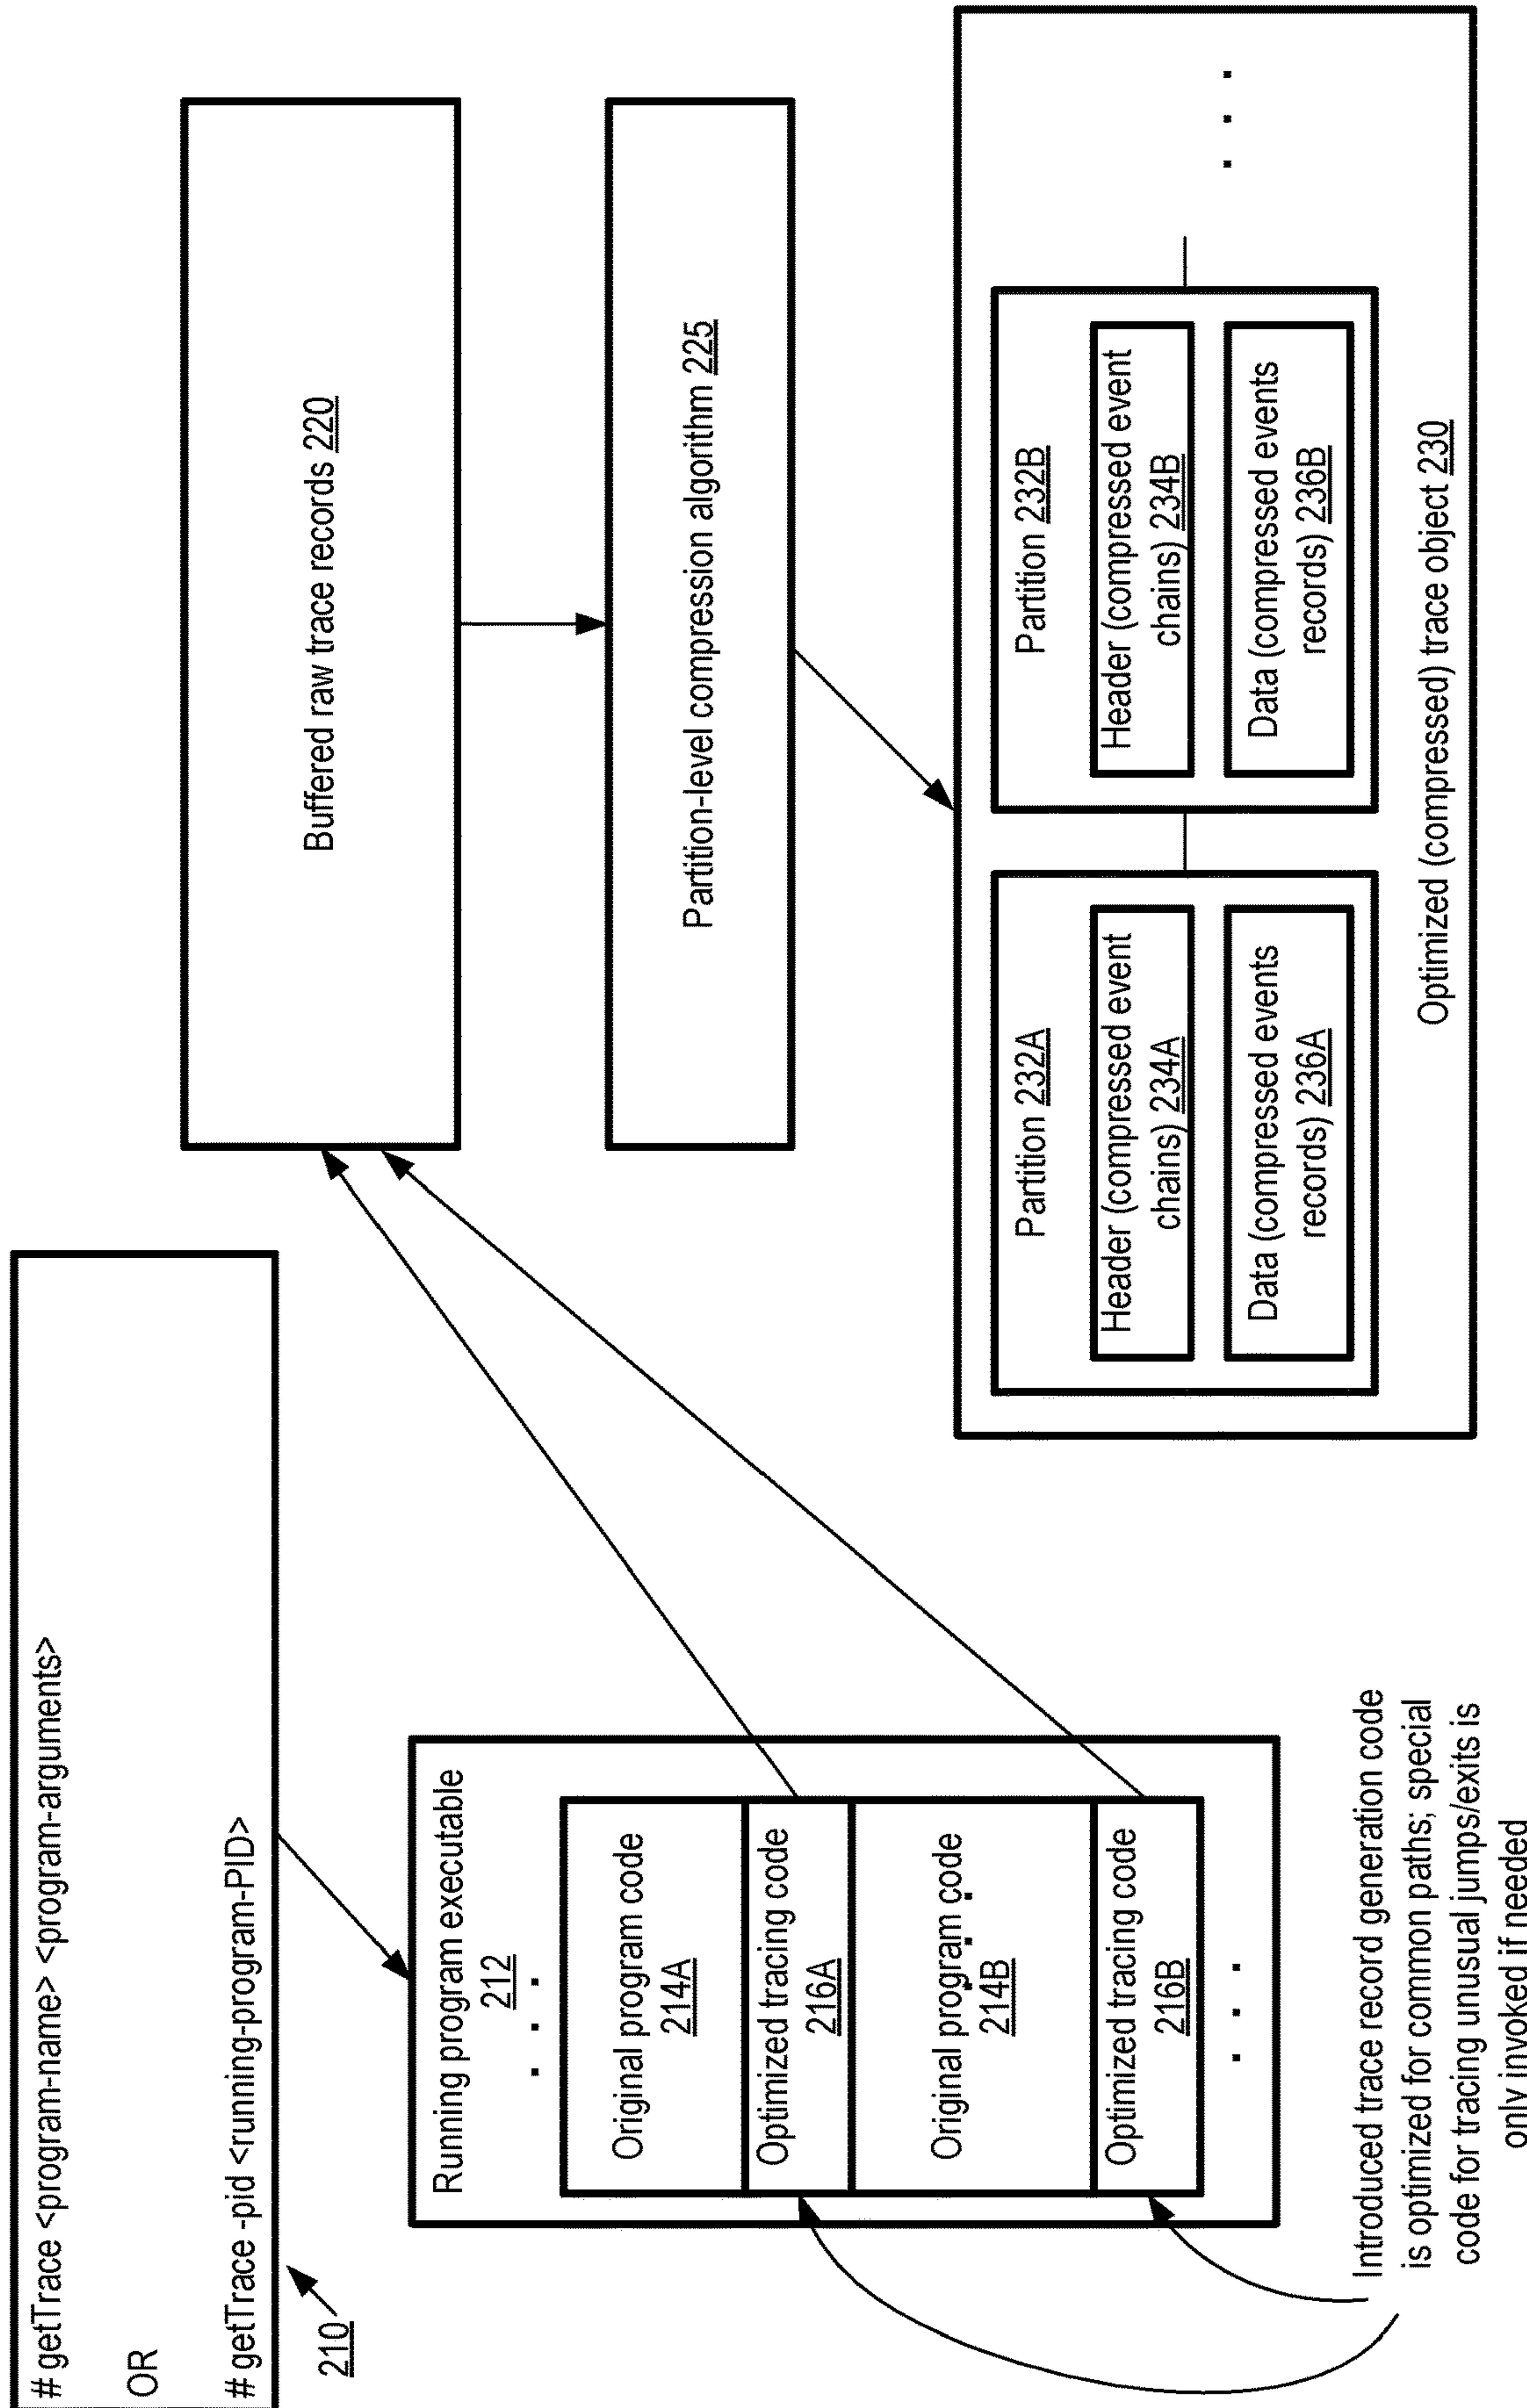 # getTrace <program-name> <program-arguments>
OR
# getTrace -pid <running-program-PID>
210
Running program executable
212
. . .
Original program code
214A
Optimized tracing code
216A
Original program code
. . .
214B
Optimized tracing code
216B
. . .
Introduced trace record generation code
is optimized for common paths; special
code for tracing unusual jumps/exits is
only invoked if needed
Buffered raw trace records 220
Partition-level compression algorithm 225
Partition 232A
Header (compressed event
chains) 234A
Data (compressed events
records) 236A
Partition 232B
Header (compressed event
chains) 234B
Data (compressed events
records) 236B
. . .
Optimized (compressed) trace object 230